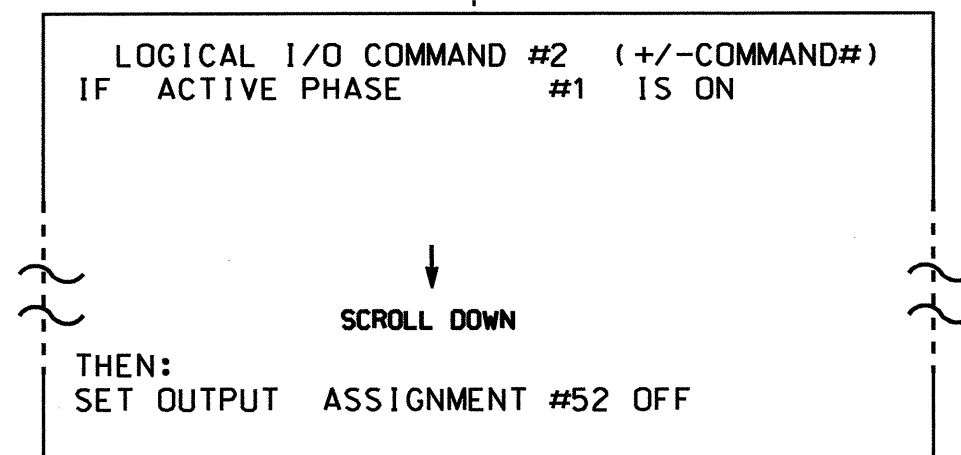 LOGICAL I/O COMMAND #2 (+/-COMMAND#)
IF ACTIVE PHASE #1 IS ON
SCROLL DOWN
THEN:
SET OUTPUT ASSIGNMENT #52 OFF